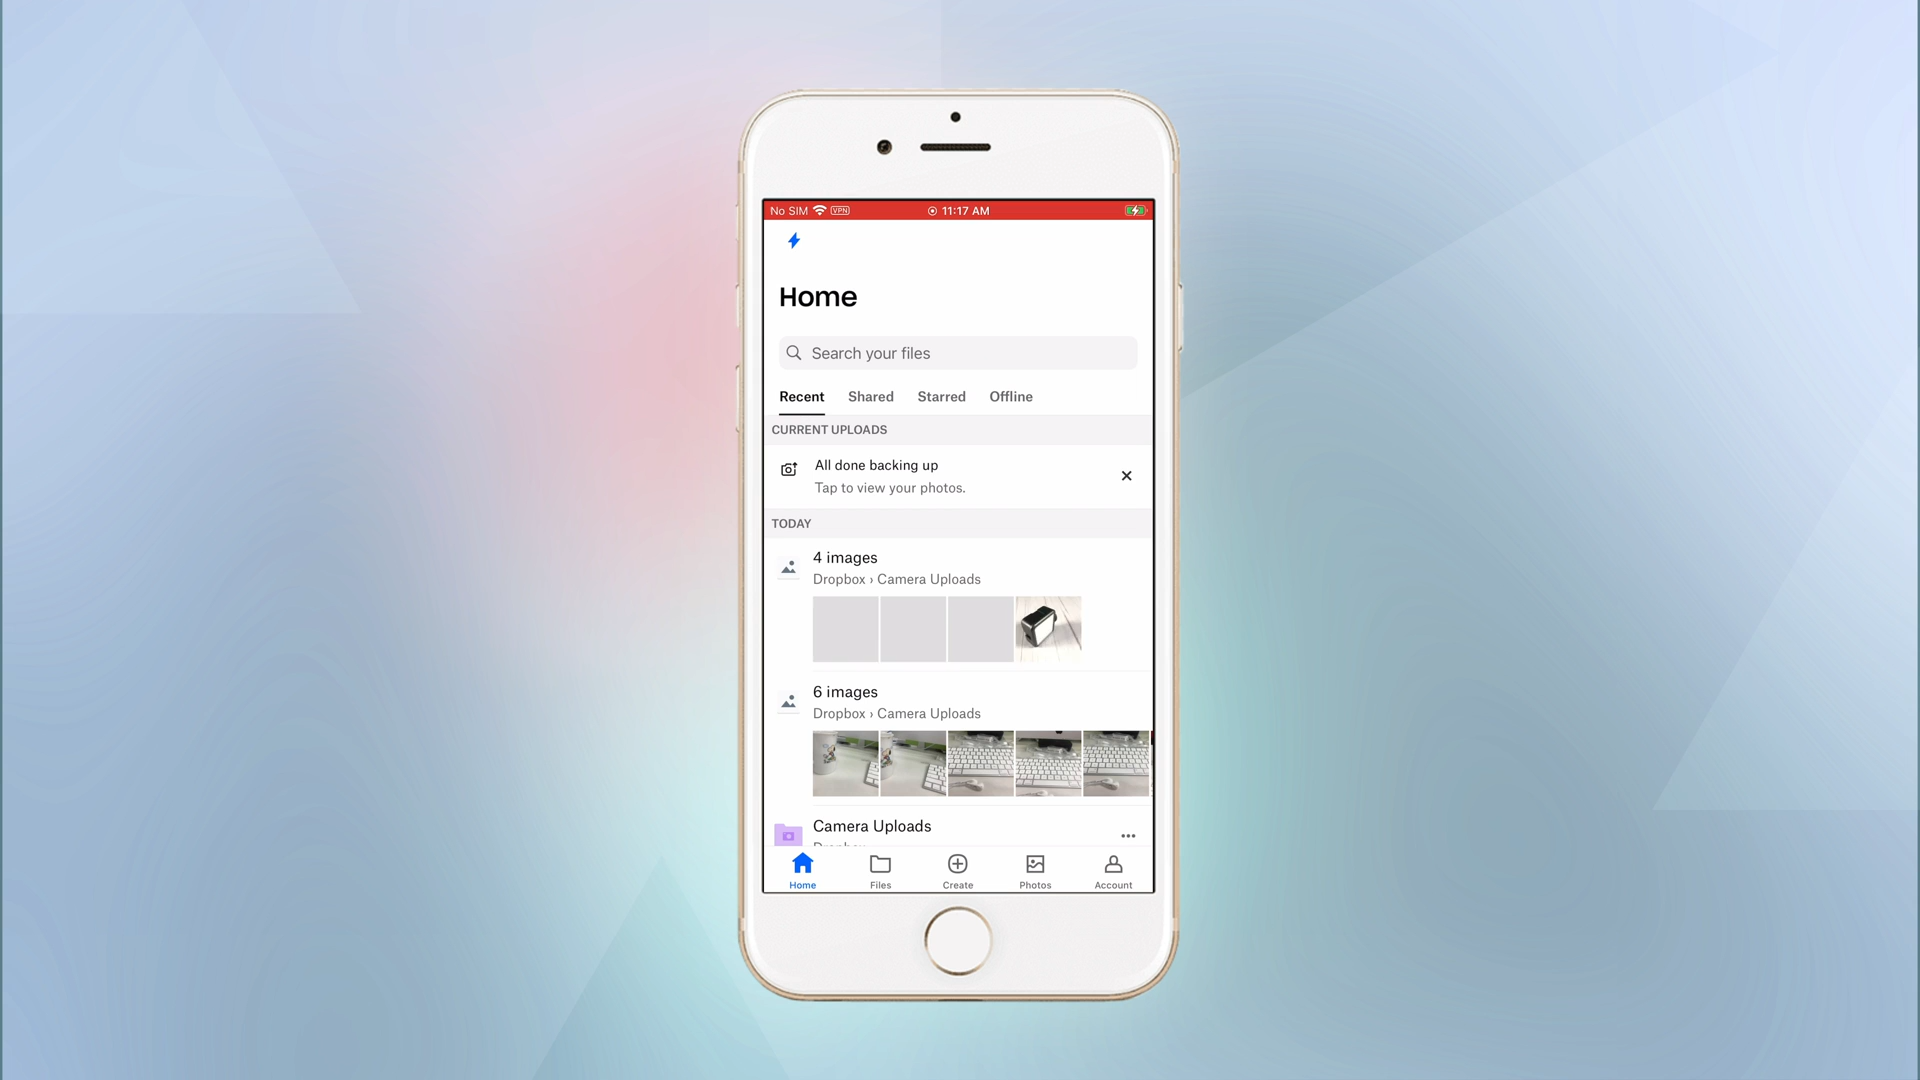 No SIM VPN 11:17 AM
Home
Search your files
Recent Shared Starred Offline
CURRENT UPLOADS
All done backing up
Tap to view your photos.
TODAY
4 images
Dropbox › Camera Uploads
6 images
Dropbox › Camera Uploads
Camera Uploads
Home Files Create Photos Account